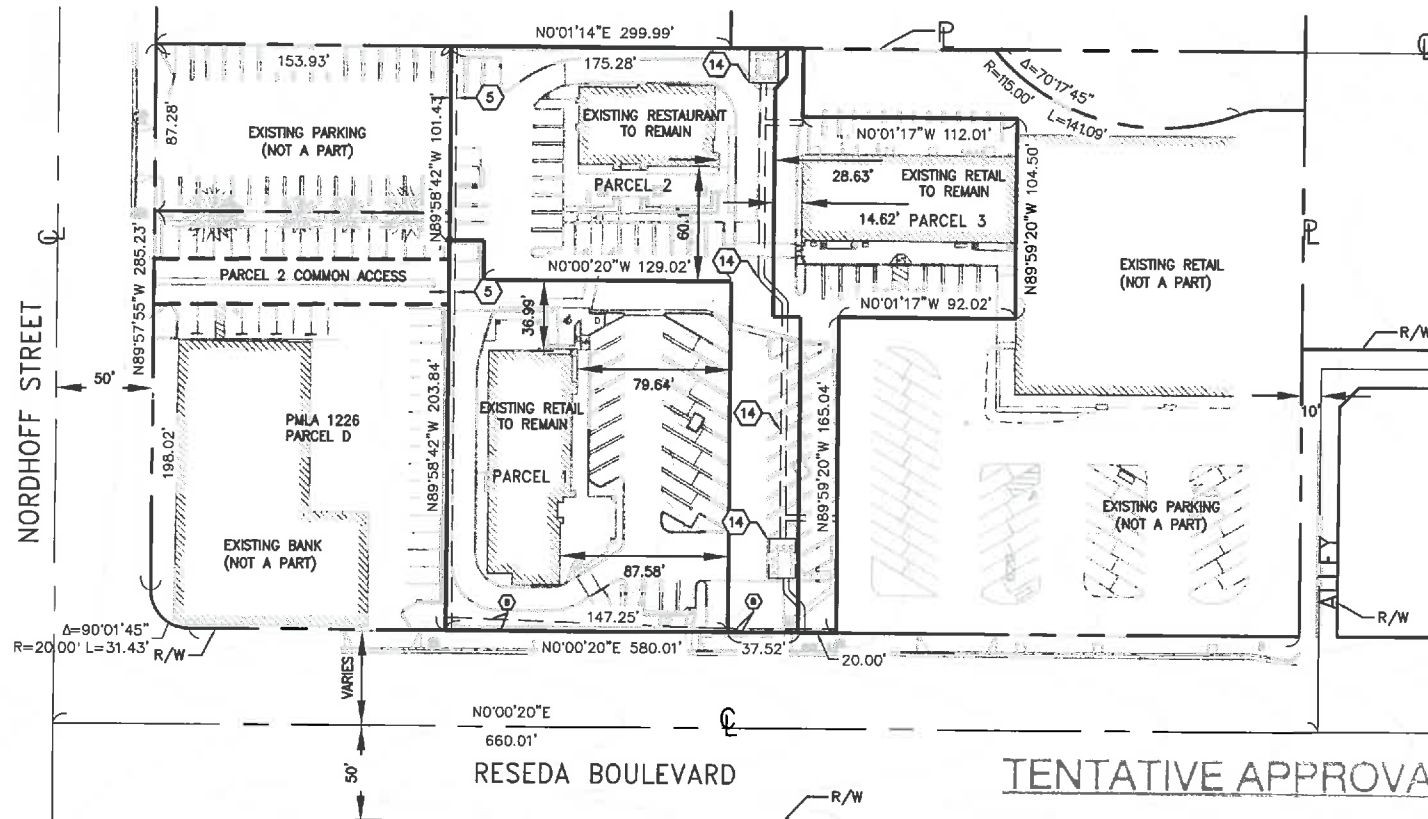 N0°01'14"E 299.99'
P
℄
153.93'
175.28'
14
Δ=70°17'45"
R=115.00'
L=141.09'
5
87.28'
EXISTING PARKING
(NOT A PART)
N89°58'42"W 101.43'
EXISTING RESTAURANT
TO REMAIN
N0°01'17"W 112.01'
28.63'
EXISTING RETAIL
TO REMAIN
N89°59'20"W 104.50'
PARCEL 2
14.62'
PARCEL 3
60.1'
℄
P
N89°57'55"W 285.23'
PARCEL 2 COMMON ACCESS
N0°00'20"W 129.02'
14
EXISTING RETAIL
(NOT A PART)
5
36.99'
N0°01'17"W 92.02'
R/W
NORDHOFF STREET
50'
79.64'
10'
198.02'
PMLA 1226
PARCEL D
N89°58'42"W 203.84'
EXISTING RETAIL
TO REMAIN
14
N89°59'20"W 165.04'
PARCEL 1
EXISTING PARKING
(NOT A PART)
EXISTING BANK
(NOT A PART)
14
87.58'
147.25'
R/W
Δ=90°01'45"
R=20.00' L=31.43'
R/W
N0°00'20"E 580.01'
37.52'
20.00'
VARIES
N0°00'20"E
℄
660.01'
50'
RESEDA BOULEVARD
TENTATIVE APPROVA
R/W